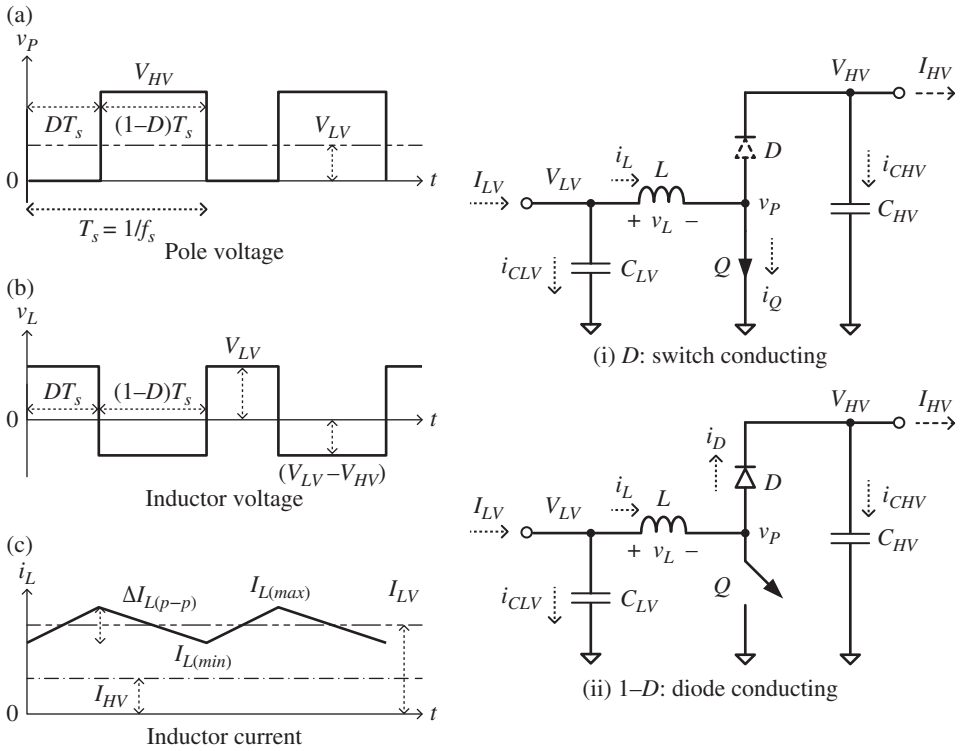 (a)
v_P
V_HV
DT_s
(1–D)T_s
V_LV
0
t
T_s = 1/f_s
Pole voltage
(b)
v_L
V_LV
DT_s
(1–D)T_s
0
t
(V_LV –V_HV)
Inductor voltage
(c)
i_L
ΔI_L(p–p)
I_L(max)
I_LV
I_L(min)
I_HV
0
t
Inductor current
V_HV
I_HV
D
i_L
L
i_CHV
I_LV
V_LV
v_P
C_HV
+ v_L –
i_CLV
C_LV
Q
i_Q
(i) D: switch conducting
V_HV
I_HV
i_D
D
i_L
L
i_CHV
I_LV
V_LV
v_P
C_HV
+ v_L –
i_CLV
C_LV
Q
(ii) 1–D: diode conducting